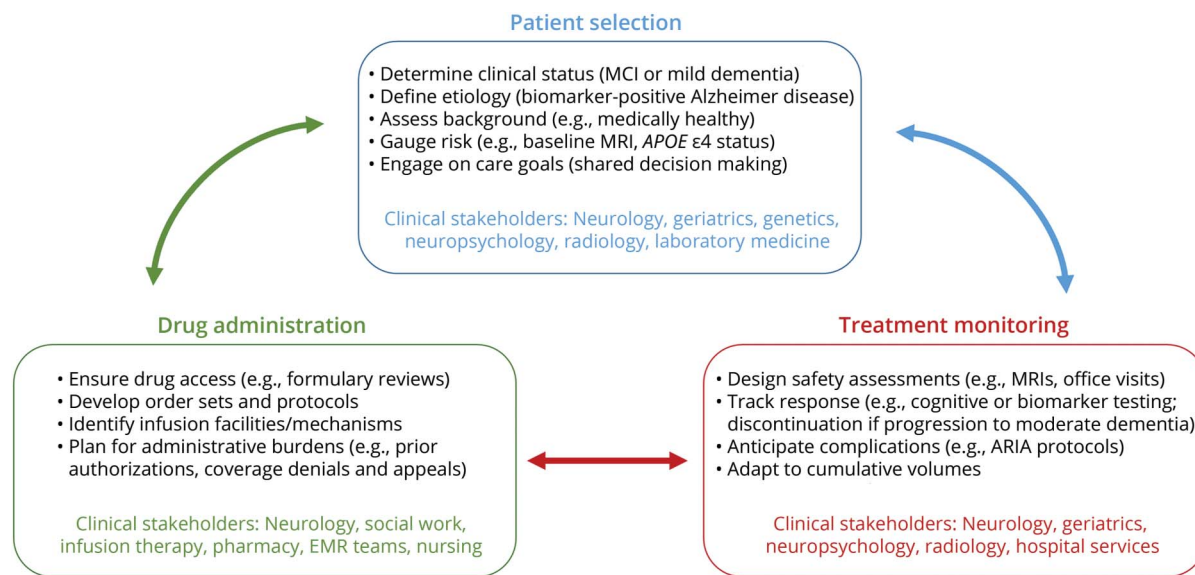 Patient selection
• Determine clinical status (MCI or mild dementia)
• Define etiology (biomarker-positive Alzheimer disease)
• Assess background (e.g., medically healthy)
• Gauge risk (e.g., baseline MRI, APOE ε4 status)
• Engage on care goals (shared decision making)
Clinical stakeholders: Neurology, geriatrics, genetics,
neuropsychology, radiology, laboratory medicine
Drug administration
• Ensure drug access (e.g., formulary reviews)
• Develop order sets and protocols
• Identify infusion facilities/mechanisms
• Plan for administrative burdens (e.g., prior
authorizations, coverage denials and appeals)
Clinical stakeholders: Neurology, social work,
infusion therapy, pharmacy, EMR teams, nursing
Treatment monitoring
• Design safety assessments (e.g., MRIs, office visits)
• Track response (e.g., cognitive or biomarker testing;
discontinuation if progression to moderate dementia)
• Anticipate complications (e.g., ARIA protocols)
• Adapt to cumulative volumes
Clinical stakeholders: Neurology, geriatrics,
neuropsychology, radiology, hospital services